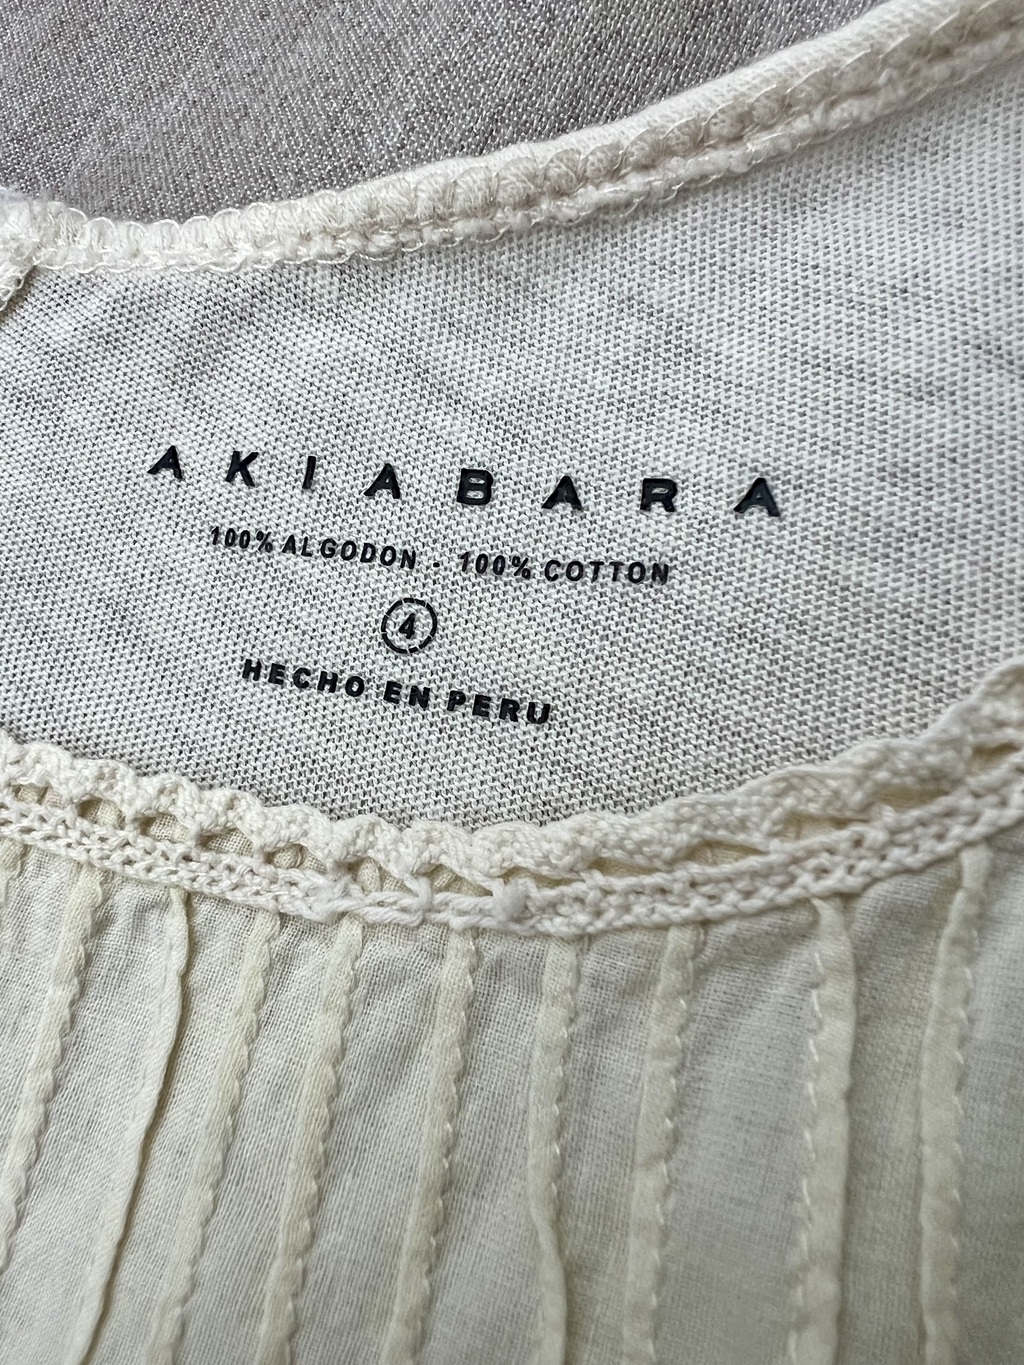 AKIABARA
100% ALGODON - 100% COTTON
4
HECHO EN PERU